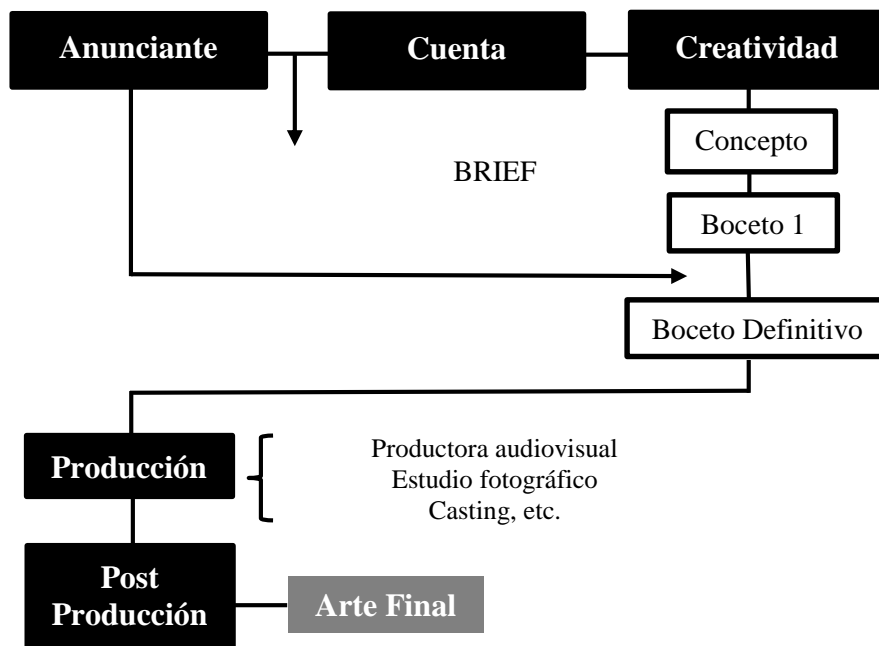 Anunciante
Cuenta
Creatividad
Concepto
BRIEF
Boceto 1
Boceto Definitivo
Producción
Productora audiovisual
Estudio fotográfico
Casting, etc.
Post
Producción
Arte Final